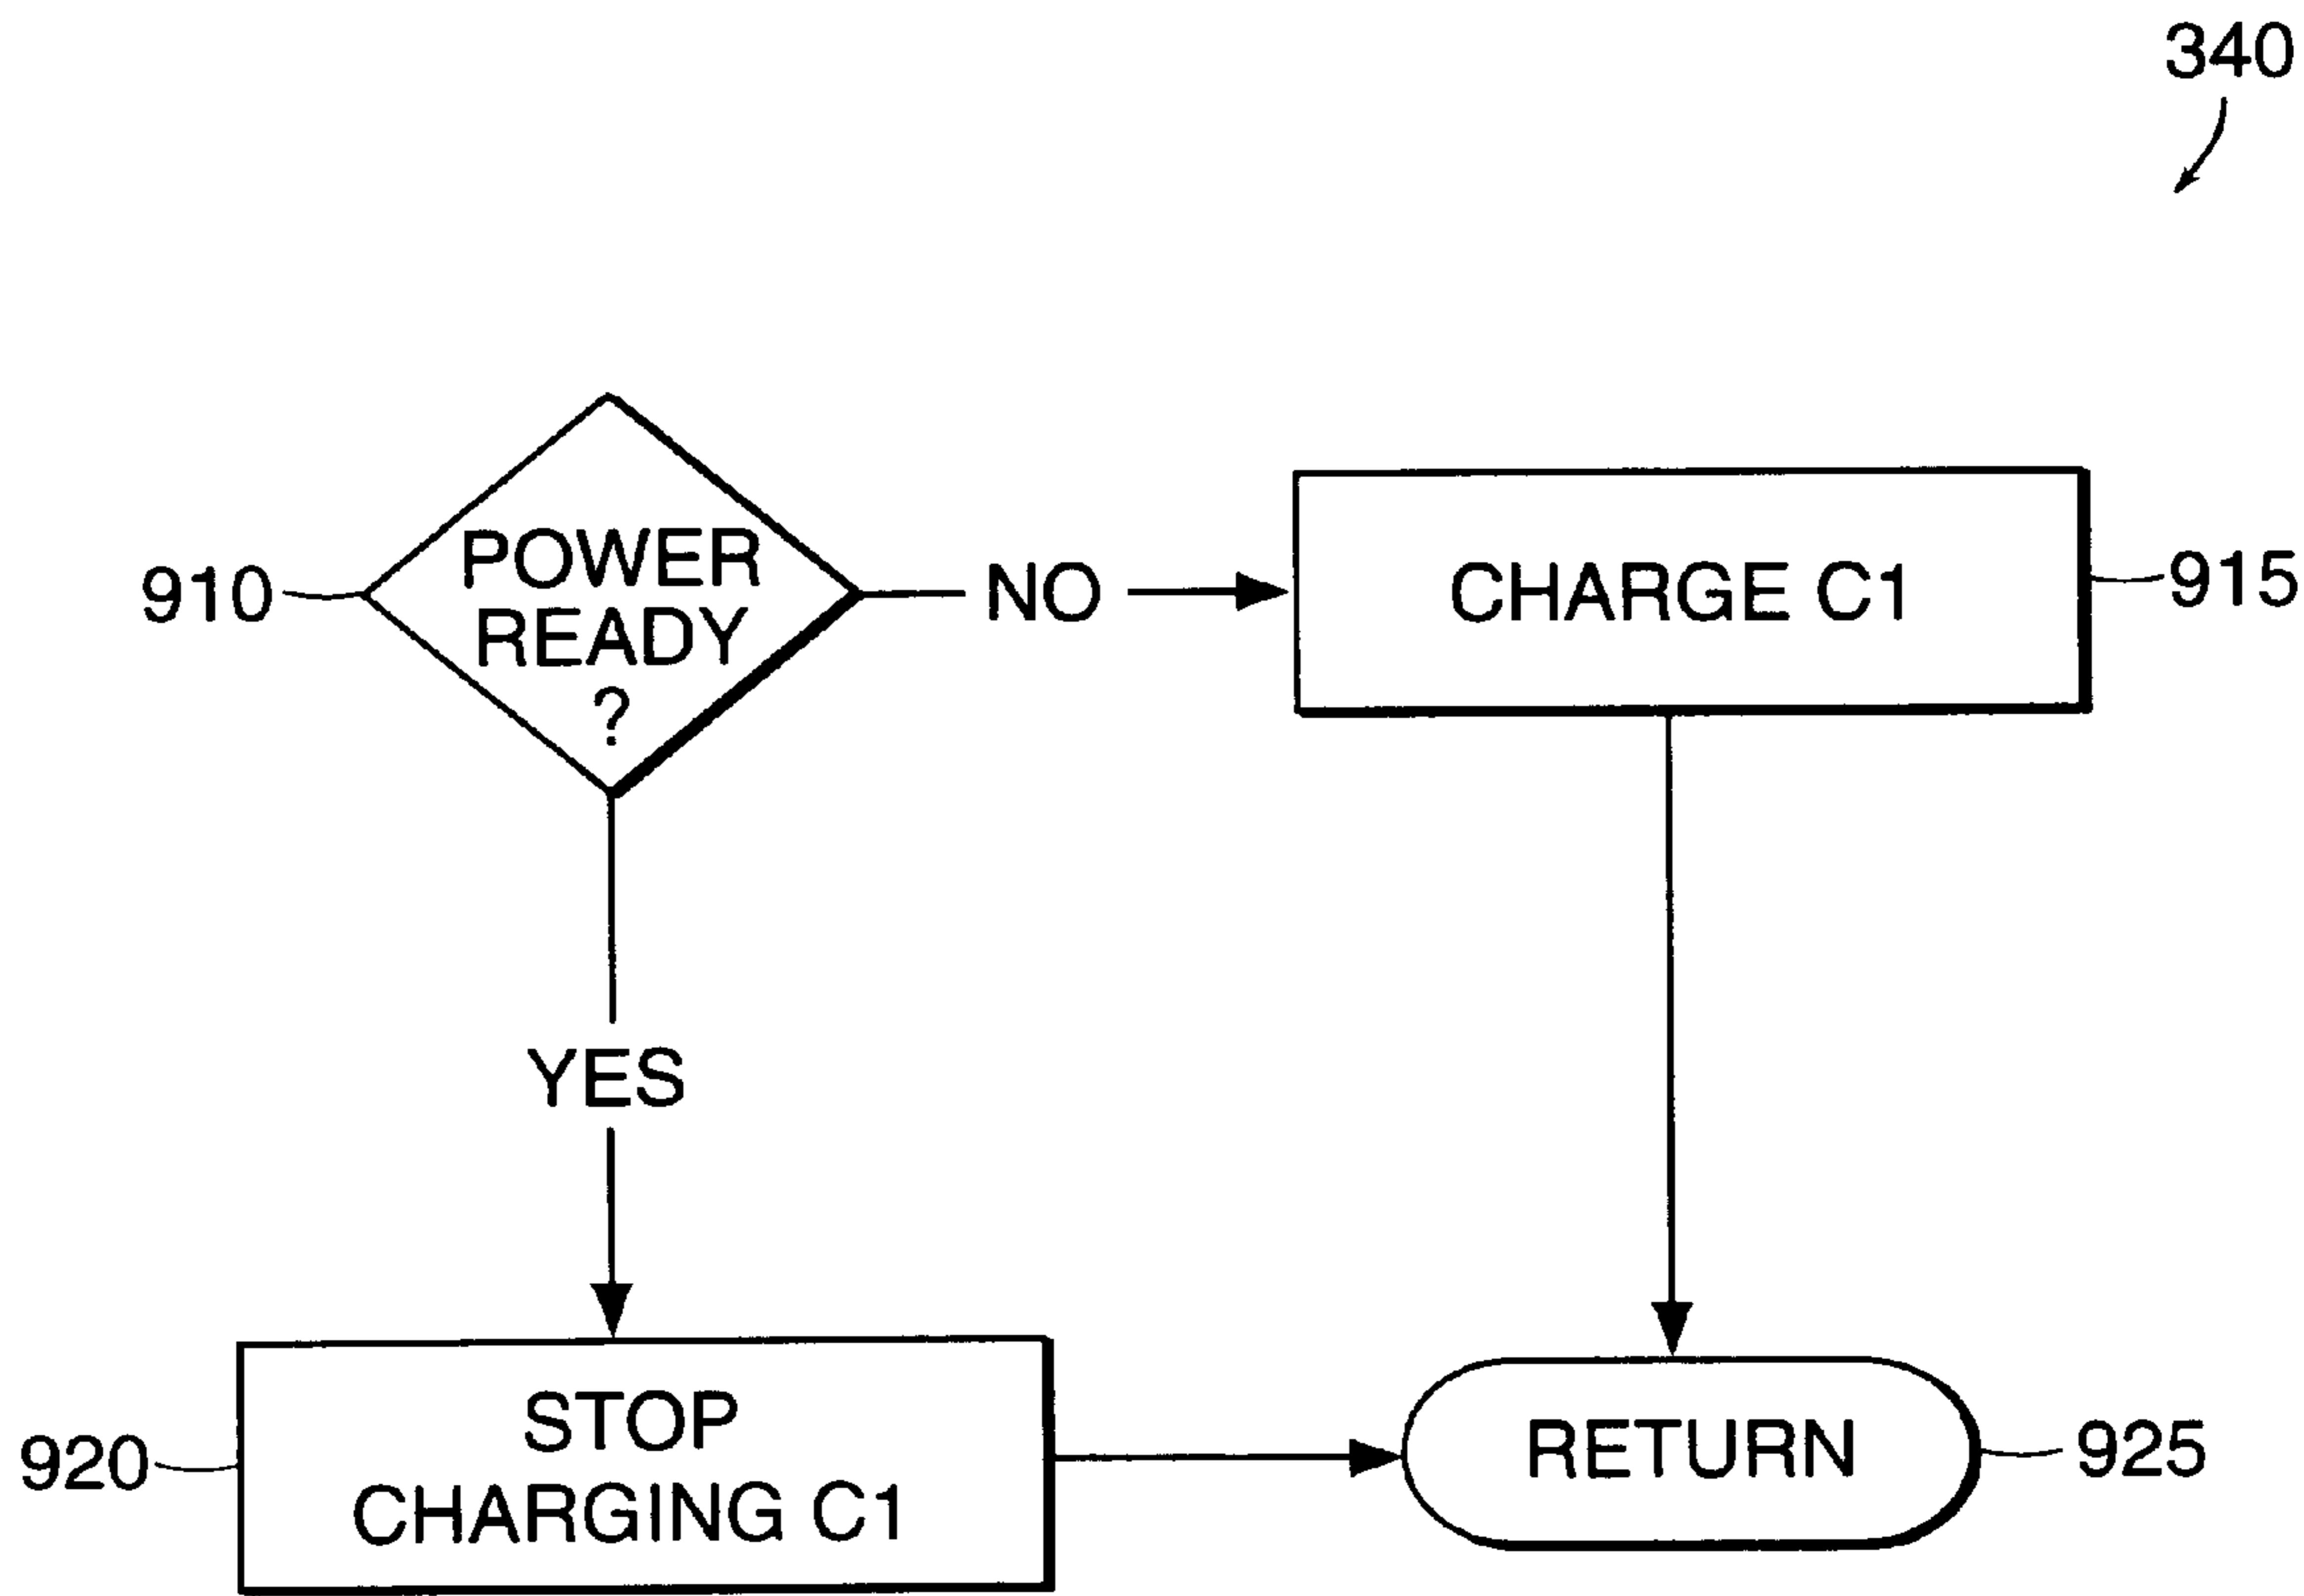 340
POWER
READY
?
910
NO
CHARGE C1
915
YES
STOP
CHARGING C1
920
RETURN
925